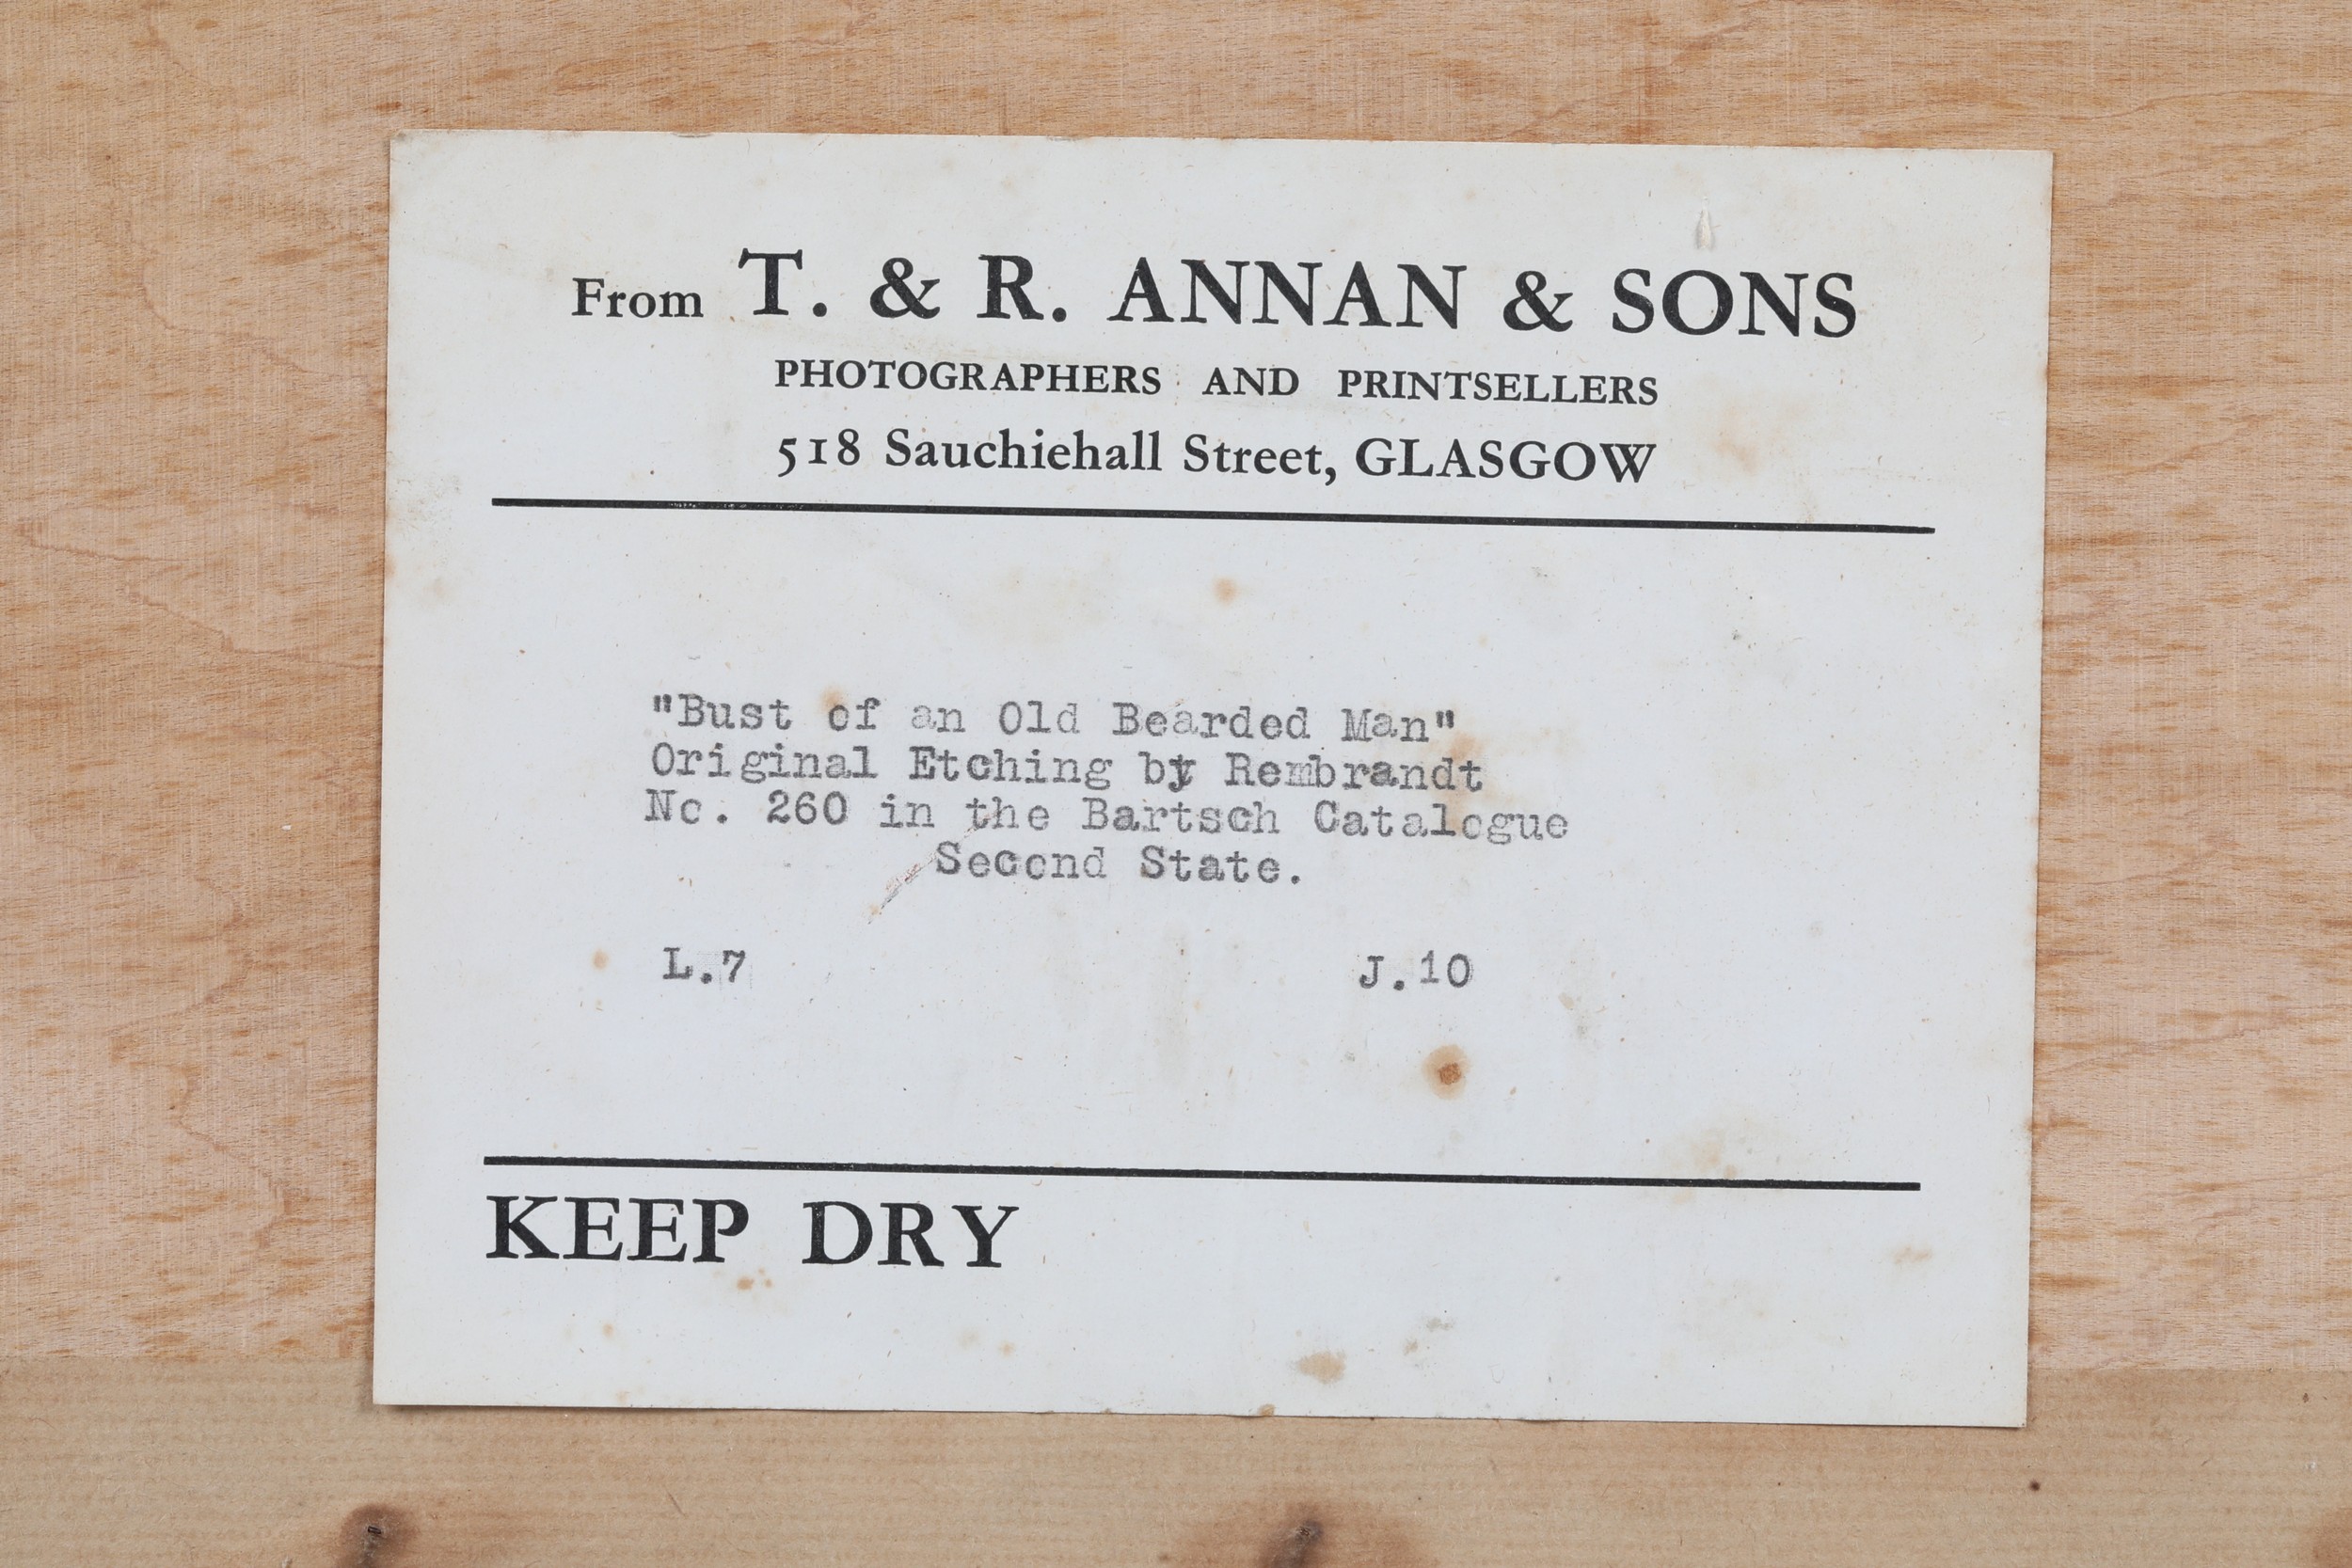 From T. & R. ANNAN & SONS
PHOTOGRAPHERS AND PRINTSELLERS
518 Sauchiehall Street, GLASGOW
"Bust of an Old Bearded Man"
Original Etching by Rembrandt
No. 260 in the Bartsch Catalogue
Second State.
L.7 J.10
KEEP DRY